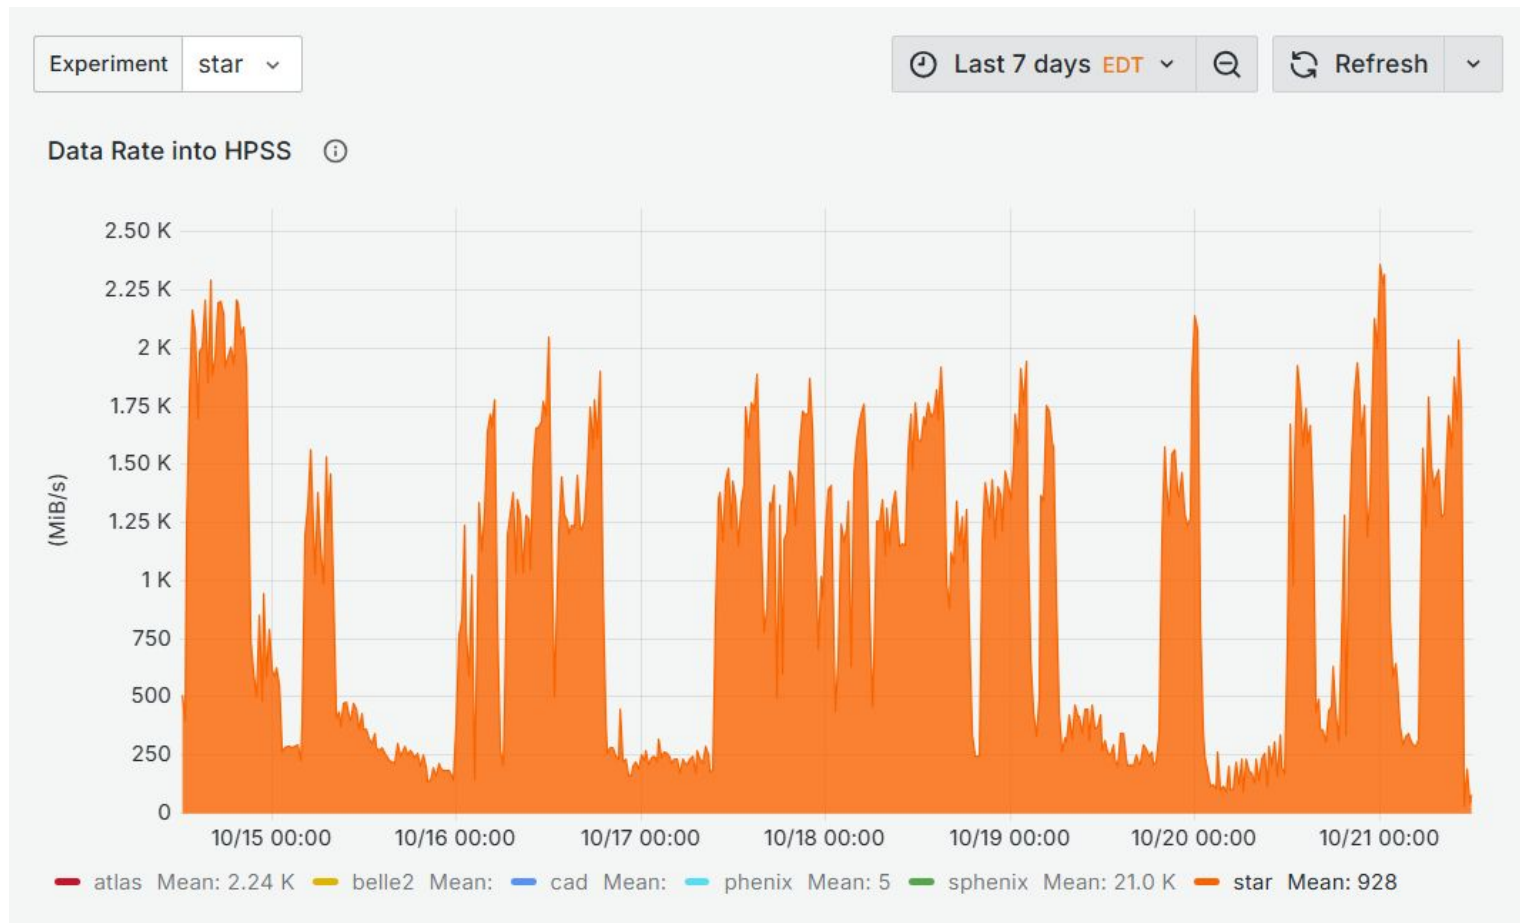 Experiment star Last 7 days EDT Refresh
Data Rate into HPSS
2.50 K
2.25 K
2 K
1.75 K
1.50 K
1.25 K
1 K
750
500
250
0
(MiB/s)
10/15 00:00 10/16 00:00 10/17 00:00 10/18 00:00 10/19 00:00 10/20 00:00 10/21 00:00
atlas Mean: 2.24 K belle2 Mean: cad Mean: phenix Mean: 5 sphenix Mean: 21.0 K star Mean: 928